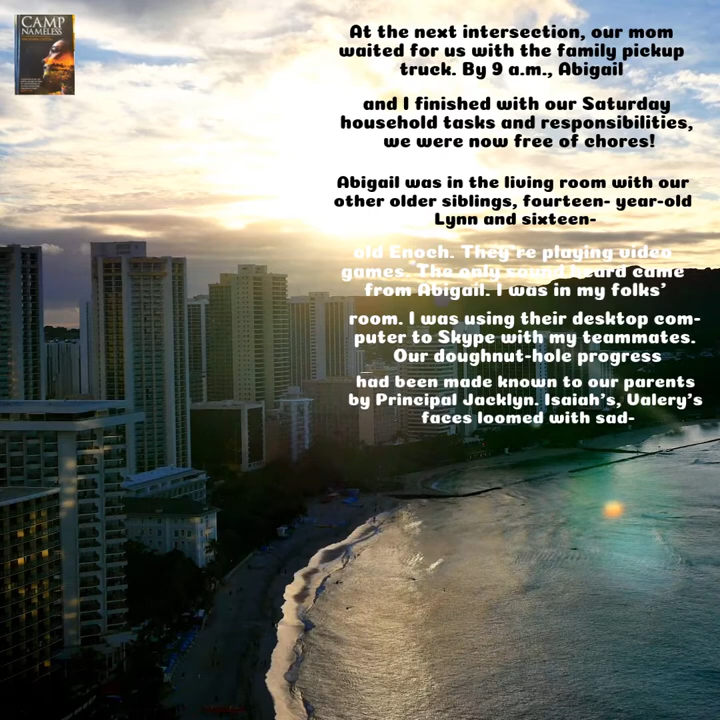 CAMP
NAMELESS
At the next intersection, our mom
waited for us with the family pickup
truck. By 9 a.m., Abigail
and I finished with our Saturday
household tasks and responsibilities,
we were now free of chores!
Abigail was in the living room with our
other older siblings, fourteen- year-old
Lynn and sixteen-
old Enoch. They're playing video
games. The only sound heard came
from Abigail. I was in my folks'
room. I was using their desktop com-
puter to Skype with my teammates.
Our doughnut-hole progress
had been made known to our parents
by Principal Jacklyn. Isaiah's, Valery's
faces loomed with sad-